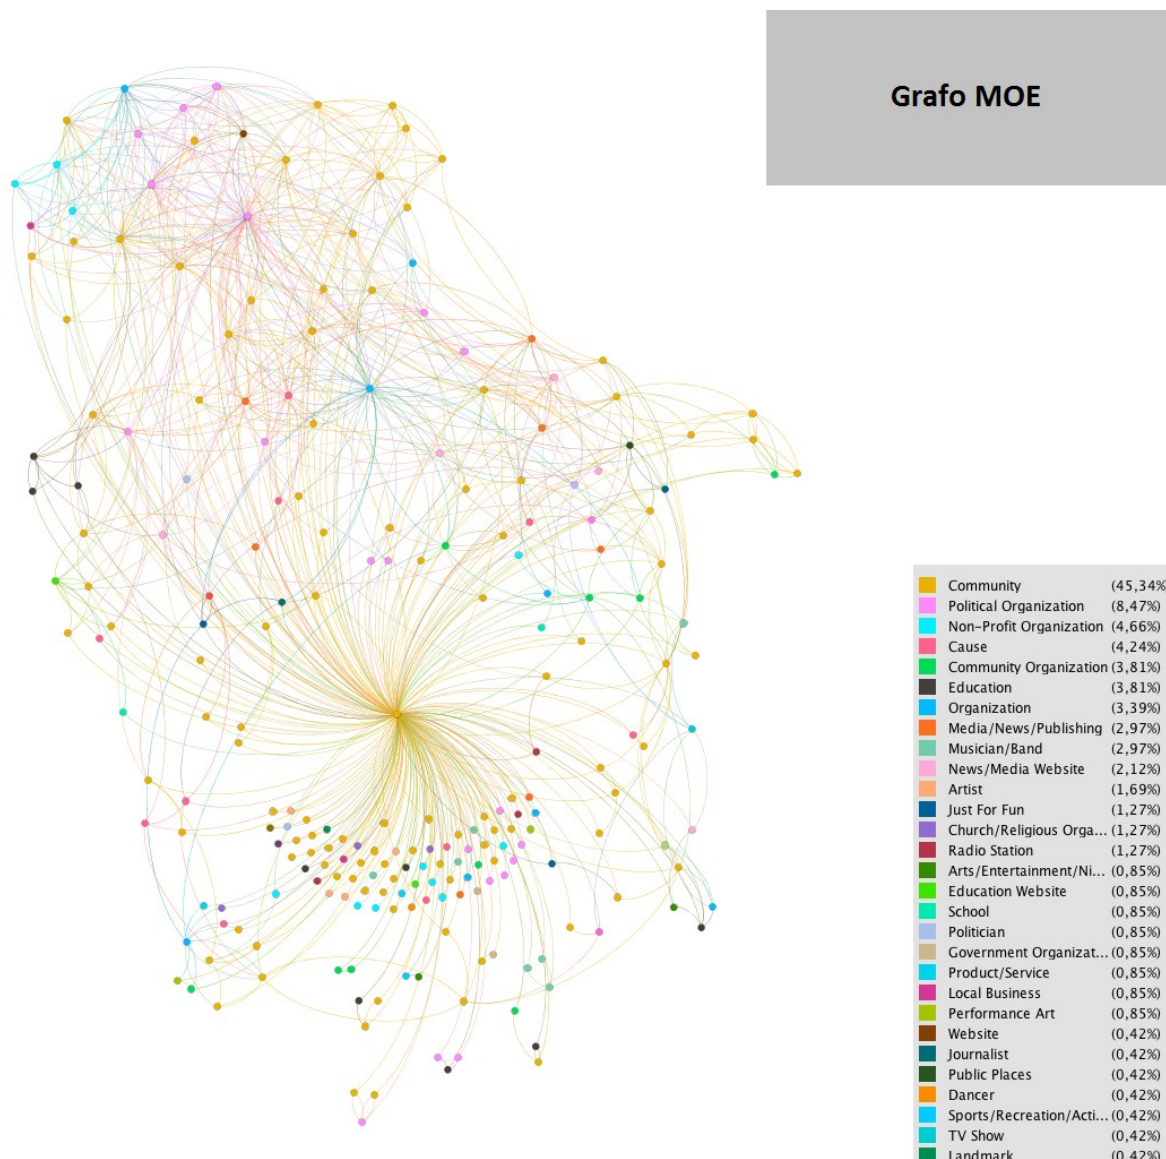 Grafo MOE
Community (45,34%
Political Organization (8,47%)
Non-Profit Organization (4,66%)
Cause (4,24%)
Community Organization (3,81%)
Education (3,81%)
Organization (3,39%)
Media/News/Publishing (2,97%)
Musician/Band (2,97%)
News/Media Website (2,12%)
Artist (1,69%)
Just For Fun (1,27%)
Church/Religious Orga... (1,27%)
Radio Station (1,27%)
Arts/Entertainment/Ni... (0,85%)
Education Website (0,85%)
School (0,85%)
Politician (0,85%)
Government Organizat... (0,85%)
Product/Service (0,85%)
Local Business (0,85%)
Performance Art (0,85%)
Website (0,42%)
Journalist (0,42%)
Public Places (0,42%)
Dancer (0,42%)
Sports/Recreation/Acti... (0,42%)
TV Show (0,42%)
Landmark (0,42%)